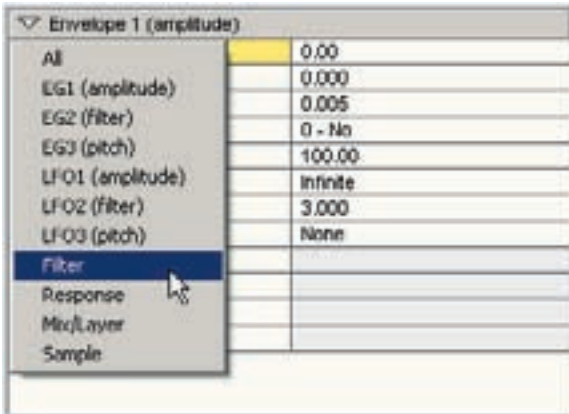 Envelope 1 (amplitude)
All
EG1 (amplitude)
EG2 (filter)
EG3 (pitch)
LFO1 (amplitude)
LFO2 (filter)
LFO3 (pitch)
Filter
Response
Mix/Layer
Sample
0.00
0.000
0.005
0 - No
100.00
Infinite
3.000
None